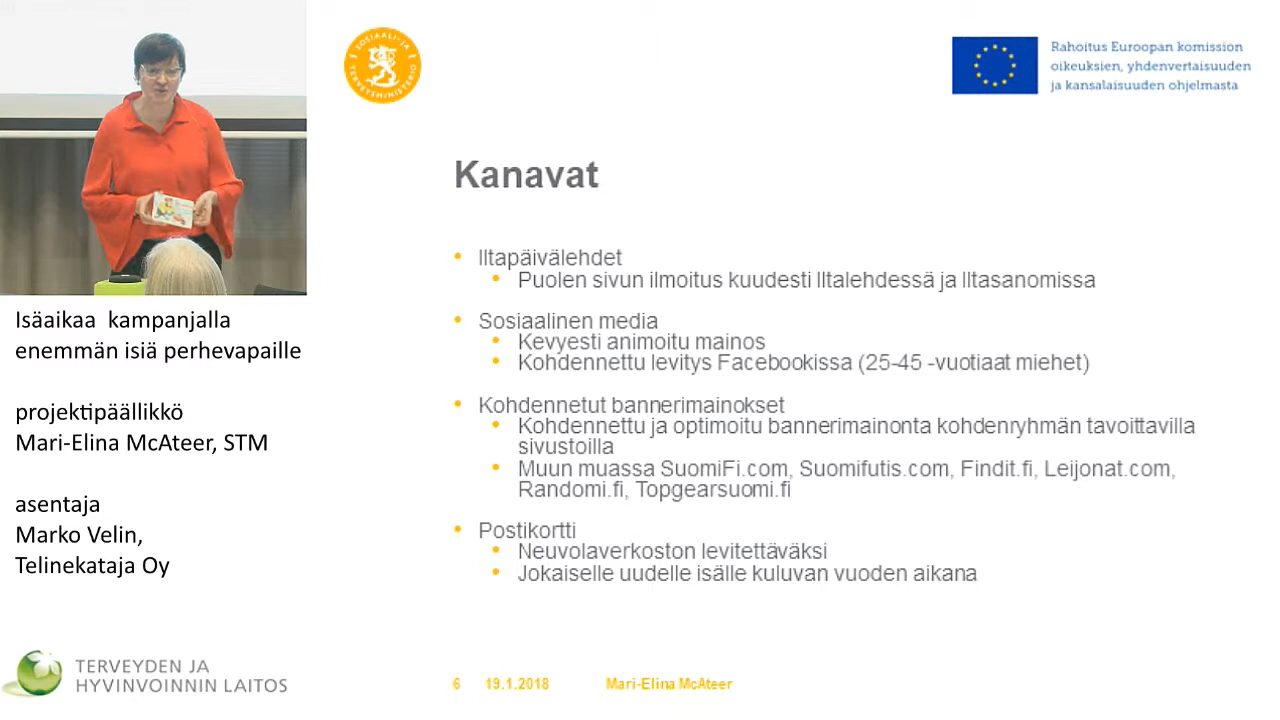 SOSIAALI- JA TERVEYSMINISTERIÖ
Rahoitus Euroopan komission
oikeuksien, yhdenvertaisuuden
ja kansalaisuuden ohjelmasta
Kanavat
• Iltapäivälehdet
• Puolen sivun ilmoitus kuudesti Iltalehdessä ja Iltasanomissa
• Sosiaalinen media
• Kevyesti animoitu mainos
• Kohdennettu levitys Facebookissa (25-45 -vuotiaat miehet)
• Kohdennetut bannerimainokset
• Kohdennettu ja optimoitu bannerimainonta kohdenryhmän tavoittavilla
sivustoilla
• Muun muassa SuomiFi.com, Suomifutis.com, Findit.fi, Leijonat.com,
Randomi.fi, Topgearsuomi.fi
• Postikortti
• Neuvolaverkoston levitettäväksi
• Jokaiselle uudelle isälle kuluvan vuoden aikana
Isäaikaa kampanjalla
enemmän isiä perhevapaille
projektipäällikkö
Mari-Elina McAteer, STM
asentaja
Marko Velin,
Telinekataja Oy
TERVEYDEN JA
HYVINVOINNIN LAITOS
6 19.1.2018 Mari-Elina McAteer